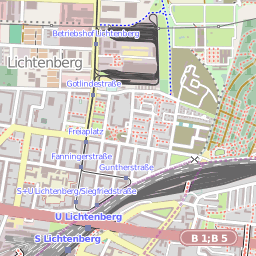 Betriebshof Lichtenberg
Lichtenberg
Gotlindestraße
Freiaplatz
Fanningerstraße
Guntherstraße
S+U Lichtenberg/Siegfriedstraße
U Lichtenberg
B 1;B 5
S Lichtenberg